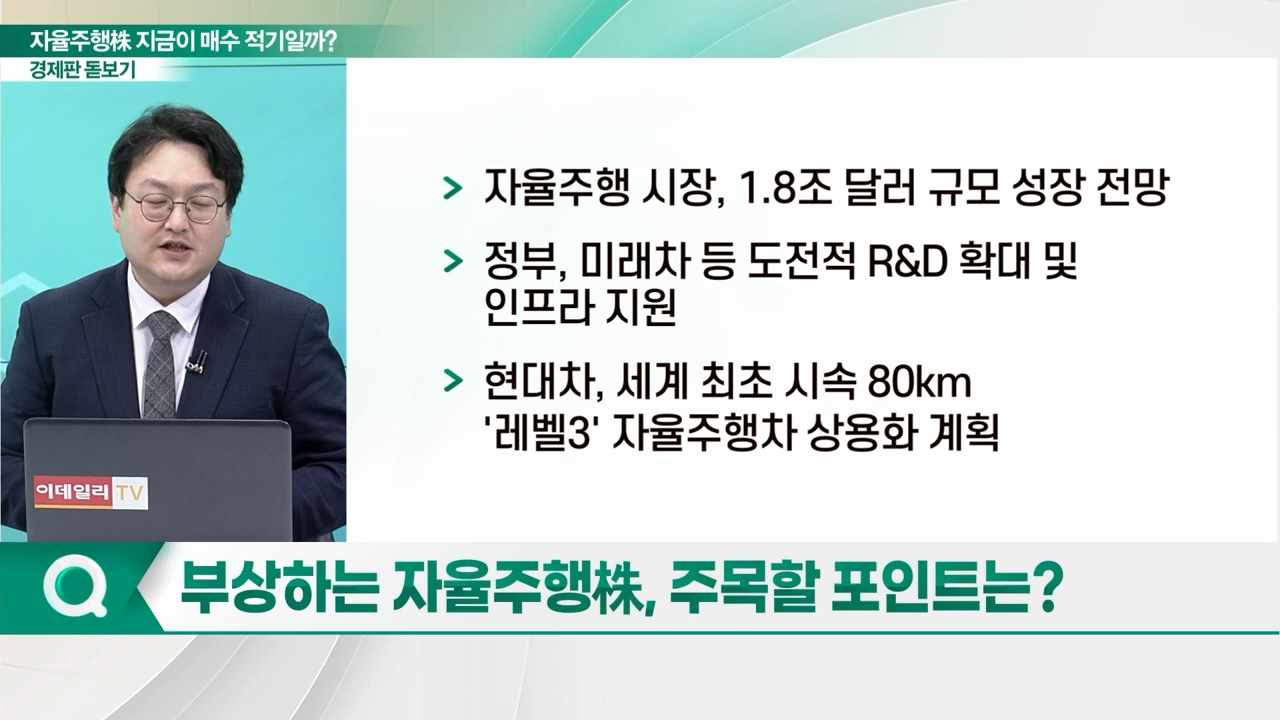 자율주행株 지금이 매수 적기일까?
경제판 돋보기
> 자율주행 시장, 1.8조 달러 규모 성장 전망
> 정부, 미래차 등 도전적 R&D 확대 및
인프라 지원
> 현대차, 세계 최초 시속 80km
'레벨3' 자율주행차 상용화 계획
이데일리TV
부상하는 자율주행株, 주목할 포인트는?